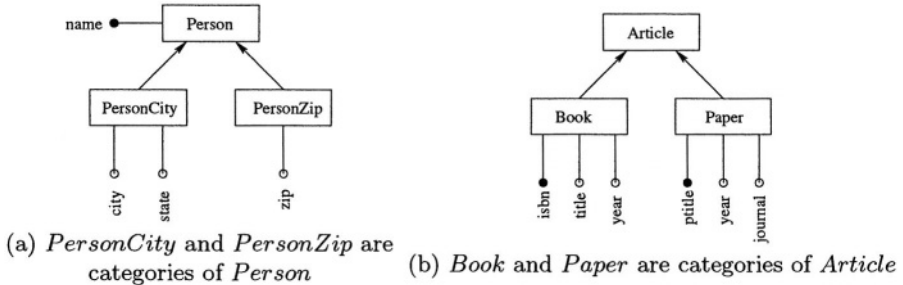 name
Person
PersonCity
PersonZip
city
state
zip
(a) PersonCity and PersonZip are
categories of Person
Article
Book
Paper
isbn
title
year
ptitle
year
journal
(b) Book and Paper are categories of Article